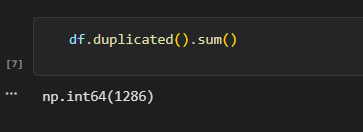 df.duplicated().sum()
[7]
...
np.int64(1286)